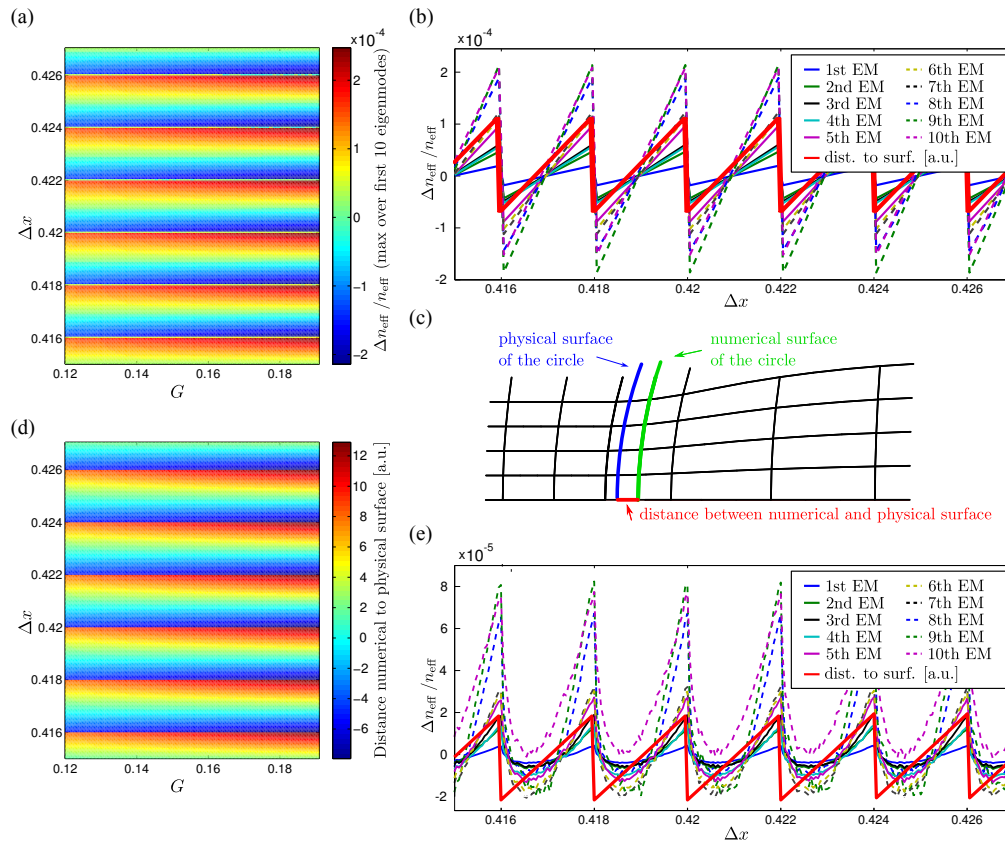 (a)
×10⁻⁴
0.426
0.424
0.422
0.42
0.418
0.416
Δx
0.12 0.14 0.16 0.18
G
2
1
0
−1
−2
Δn_eff/n_eff (max over first 10 eigenmodes)
(b)
×10⁻⁴
2
1
0
-1
-2
Δn_eff/n_eff
1st EM
2nd EM
3rd EM
4th EM
5th EM
6th EM
7th EM
8th EM
9th EM
10th EM
dist. to surf. [a.u.]
0.416 0.418 0.42 0.422 0.424 0.426
Δx
(c)
physical surface
of the circle
numerical surface
of the circle
distance between numerical and physical surface
(d)
0.426
0.424
0.422
0.42
0.418
0.416
Δx
0.12 0.14 0.16 0.18
G
12
10
8
6
4
2
0
−2
−4
−6
Distance numerical to physical surface [a.u.]
(e)
×10⁻⁵
8
6
4
2
0
-2
Δn_eff/n_eff
1st EM
2nd EM
3rd EM
4th EM
5th EM
6th EM
7th EM
8th EM
9th EM
10th EM
dist. to surf. [a.u.]
0.416 0.418 0.42 0.422 0.424 0.426
Δx